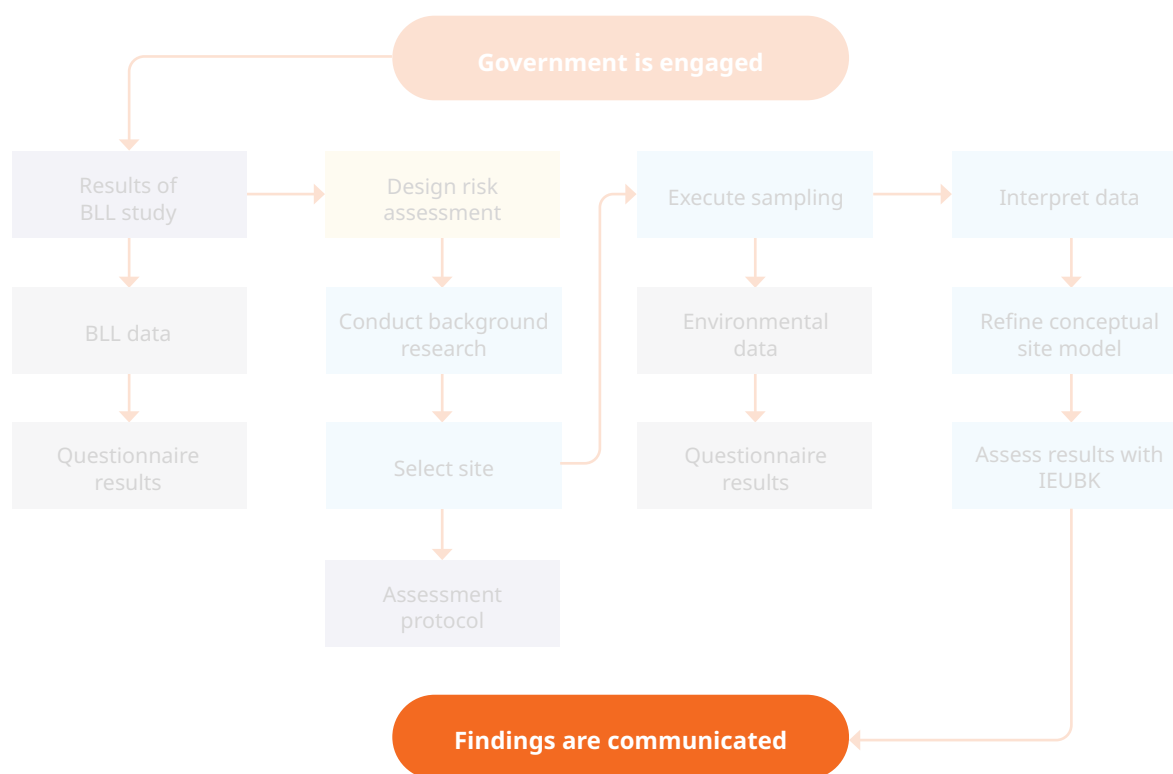 Government is engaged
Results of
BLL study
Design risk
assessment
Execute sampling
Interpret data
BLL data
Conduct background
research
Environmental
data
Refine conceptual
site model
Questionnaire
results
Select site
Questionnaire
results
Assess results with
IEUBK
Assessment
protocol
Findings are communicated